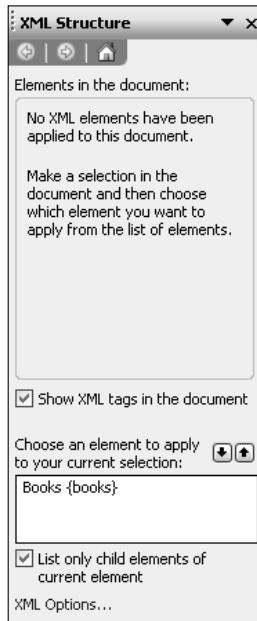 XML Structure
Elements in the document:
No XML elements have been
applied to this document.
Make a selection in the
document and then choose
which element you want to
apply from the list of elements.
Show XML tags in the document
Choose an element to apply
to your current selection:
Books {books}
List only child elements of
current element
XML Options...